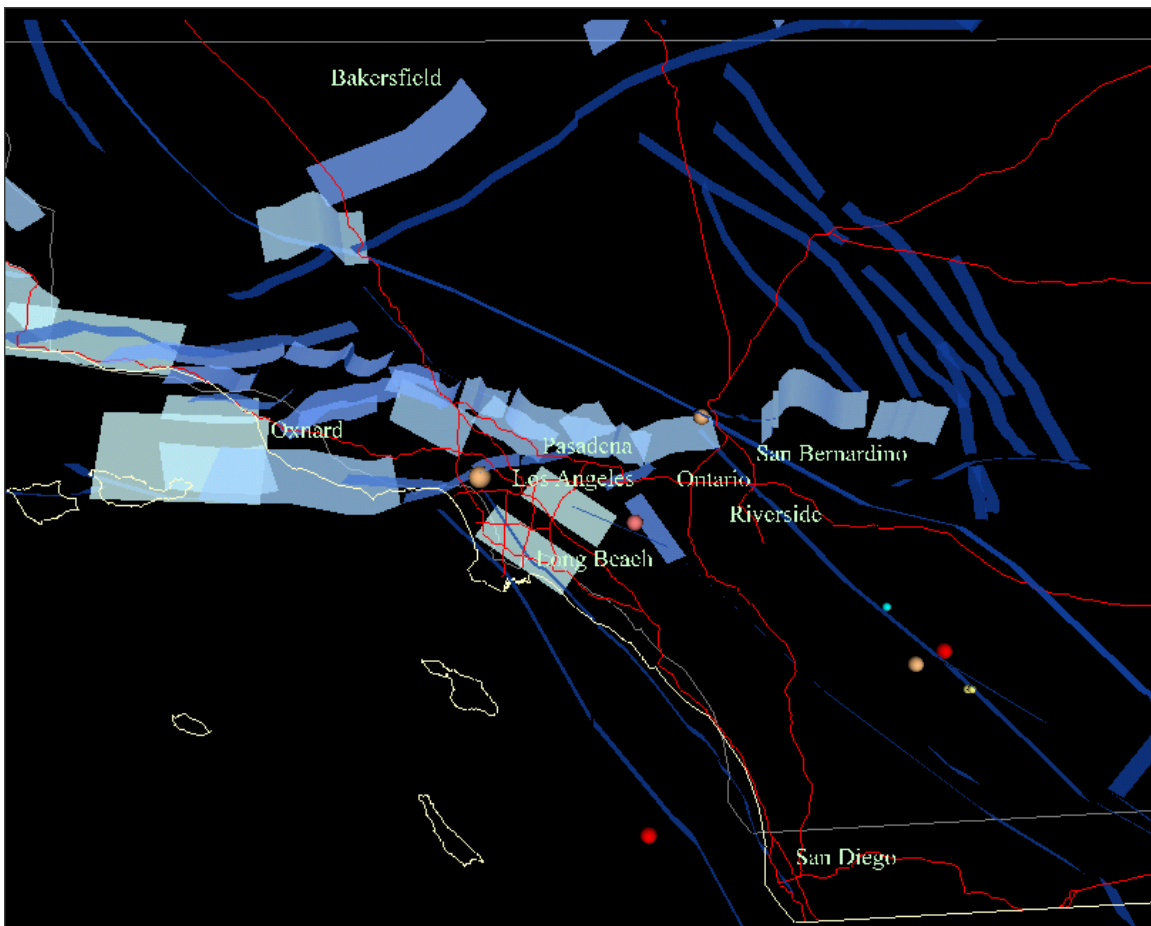 Bakersfield
Oxnard
Pasadena
San Bernardino
Los Angeles
Ontario
Riverside
Long Beach
San Diego